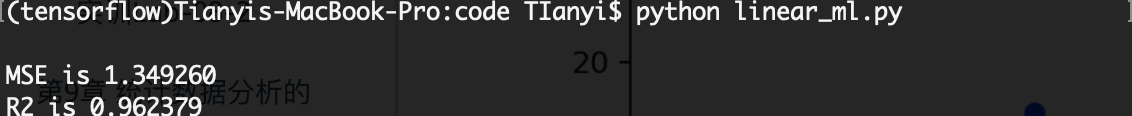 (tensorflow)Tianyis-MacBook-Pro:code TIanyi$ python linear_ml.py
20
MSE is 1.349260
第9章 统计数据分析的
R2 is 0.962379